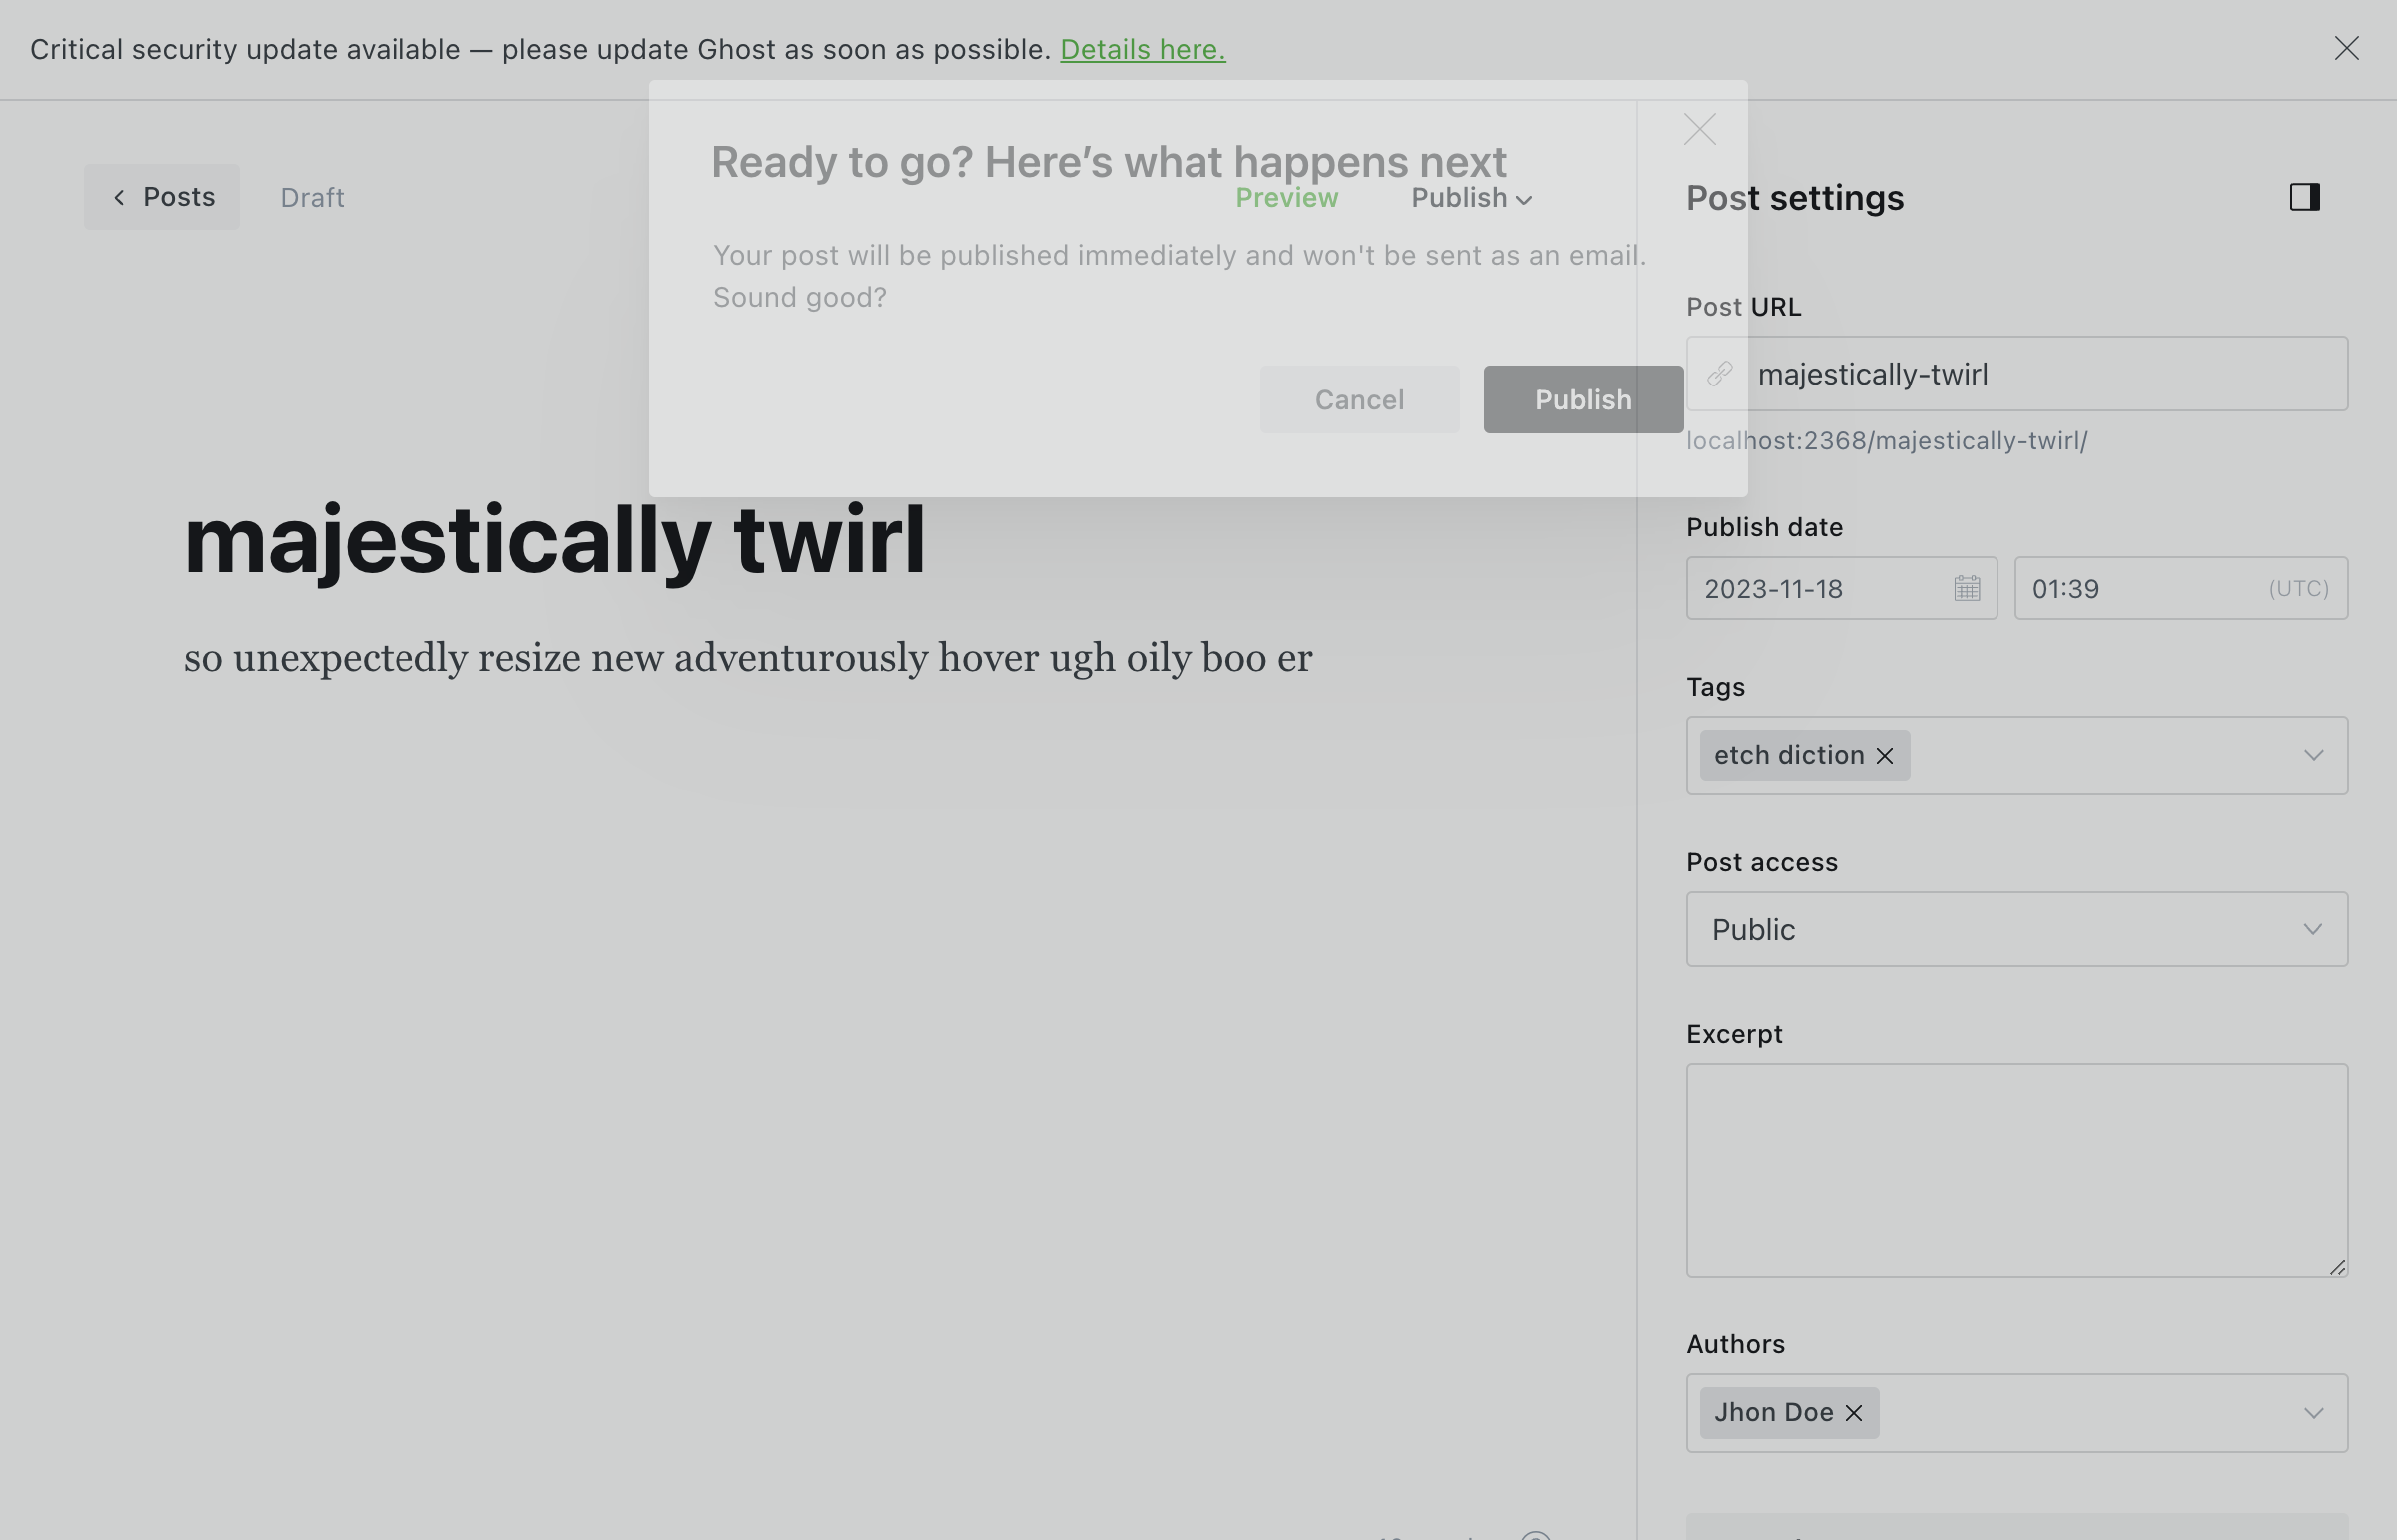 Critical security update available — please update Ghost as soon as possible. Details here.
Ready to go? Here’s what happens next
Posts
Draft
Preview
Publish
Your post will be published immediately and won't be sent as an email.
Sound good?
Cancel
Publish
majestically twirl
so unexpectedly resize new adventurously hover ugh oily boo er
Post settings
Post URL
majestically-twirl
localhost:2368/majestically-twirl/
Publish date
2023-11-18
01:39
(UTC)
Tags
etch diction
Post access
Public
Excerpt
Authors
Jhon Doe